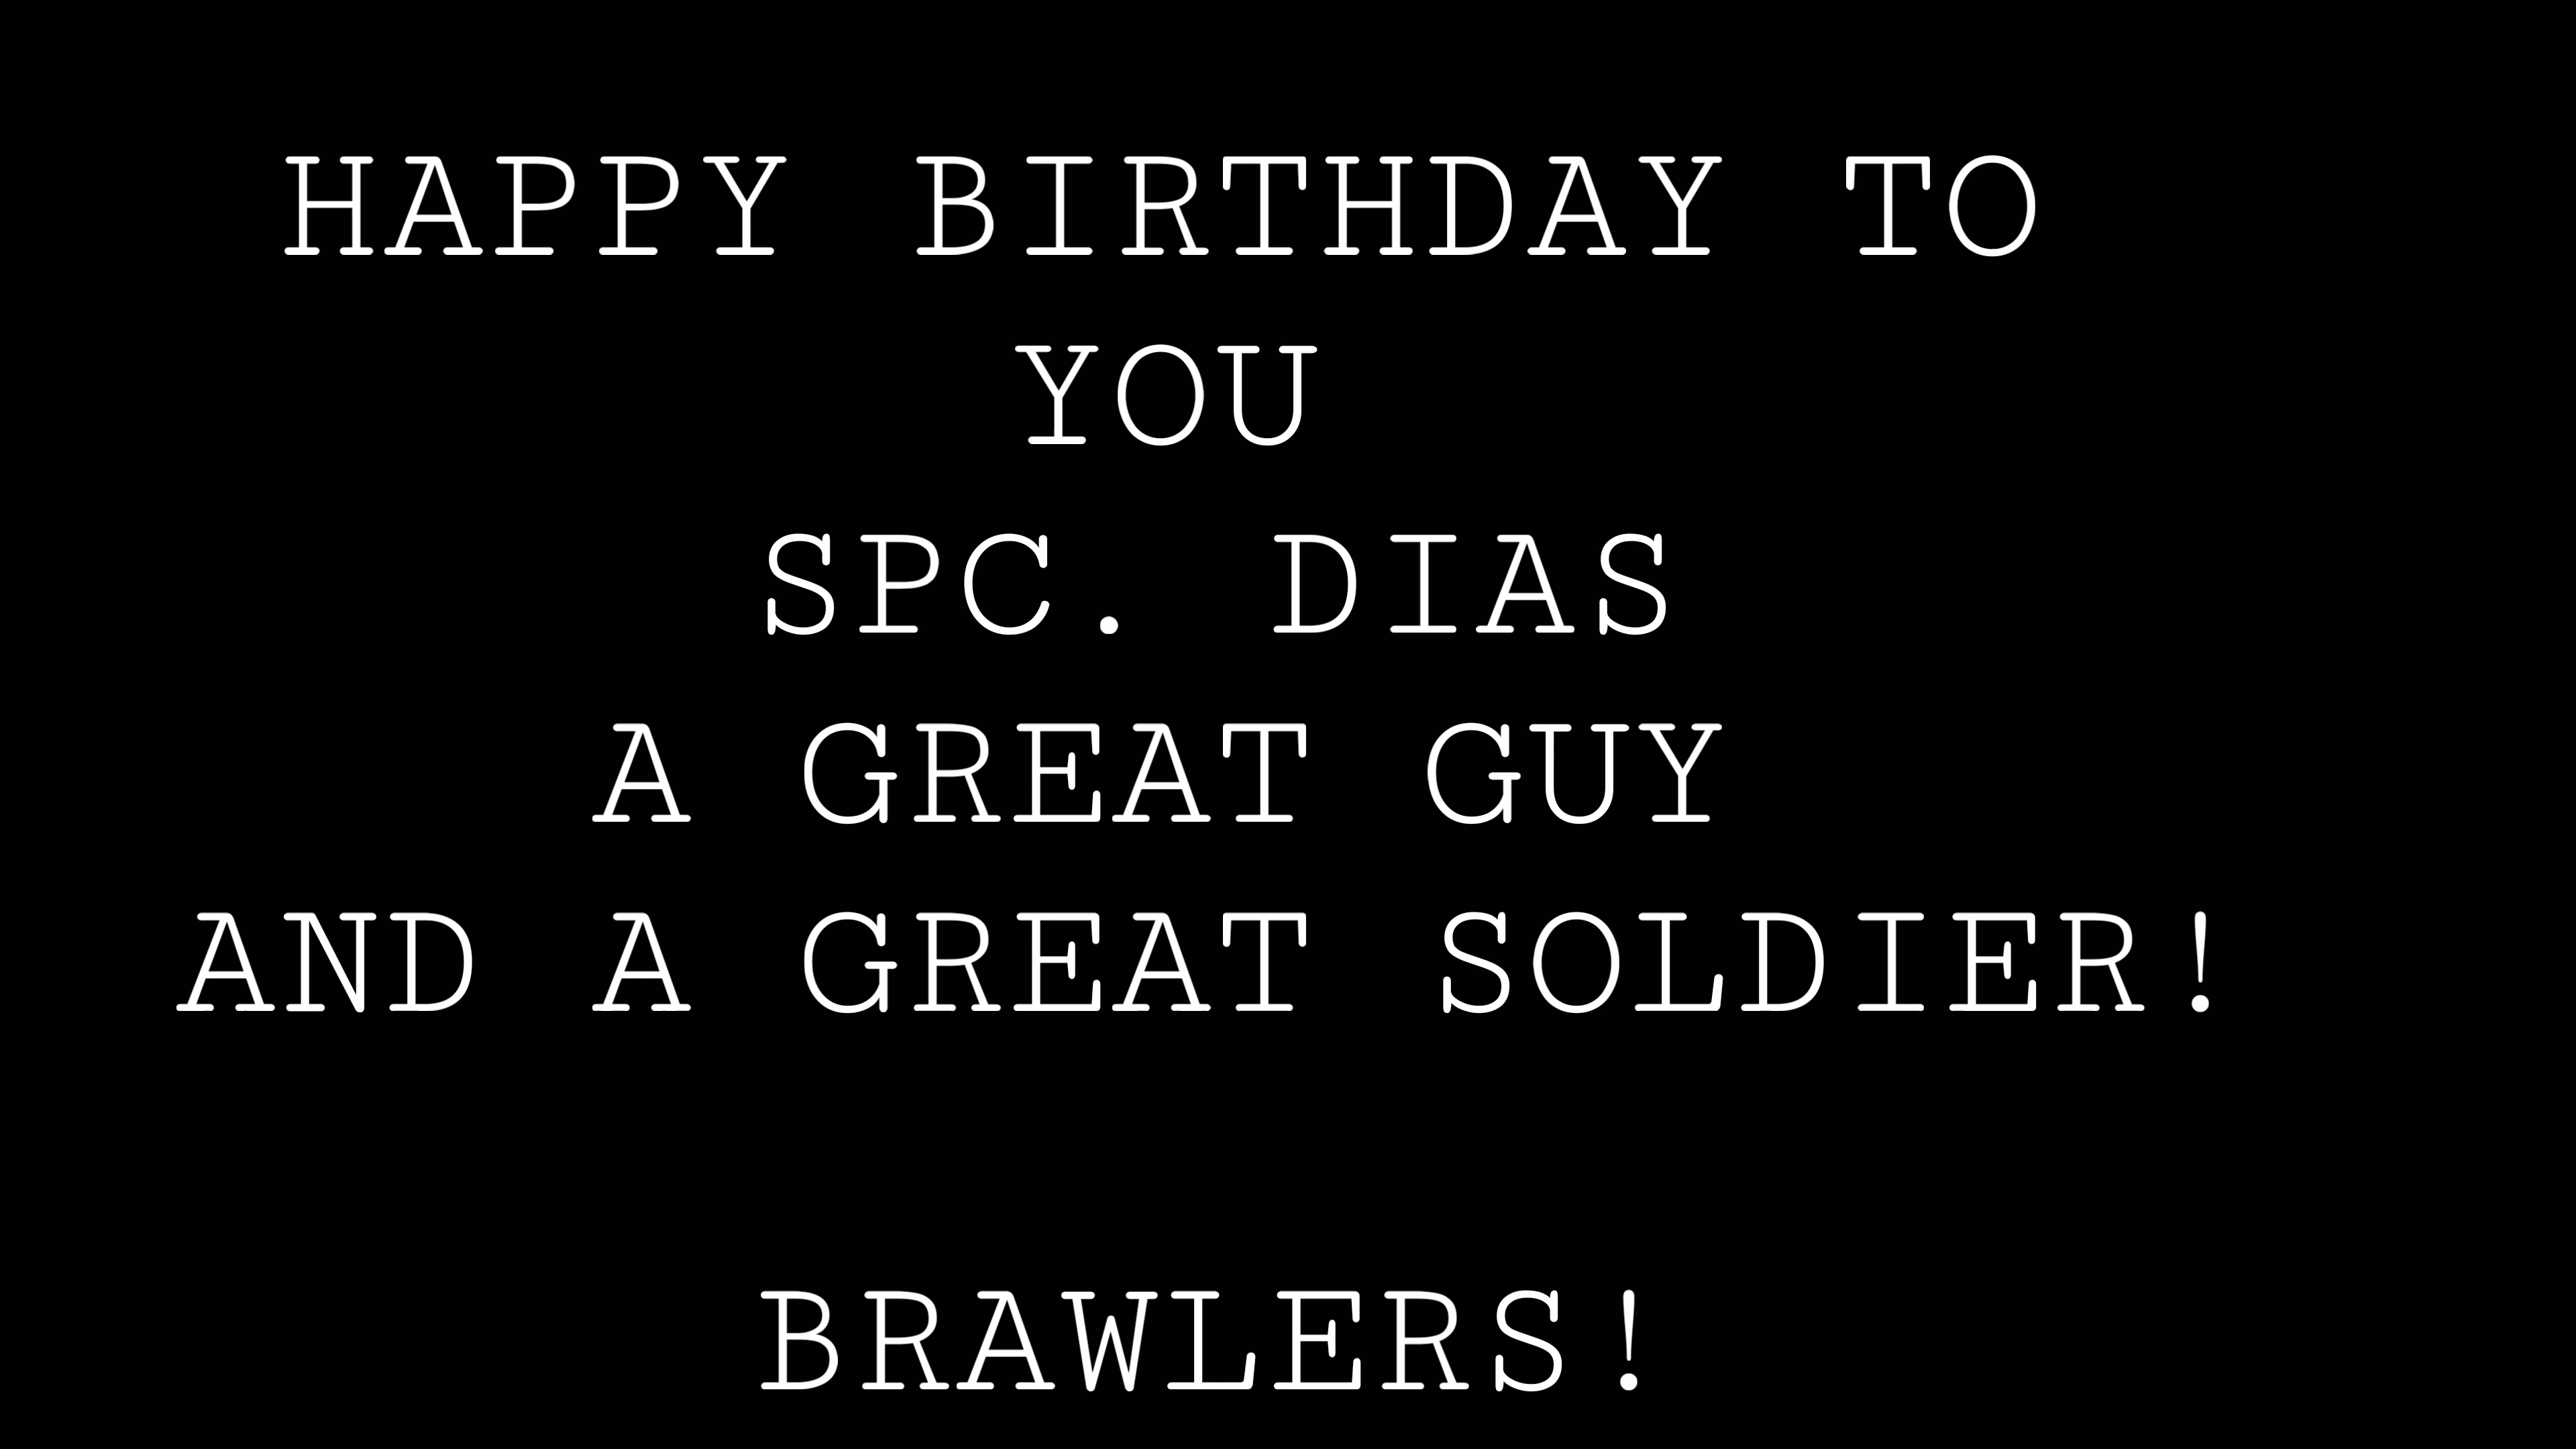 HAPPY BIRTHDAY TO
YOU
SPC. DIAS
A GREAT GUY
AND A GREAT SOLDIER!
BRAWLERS!